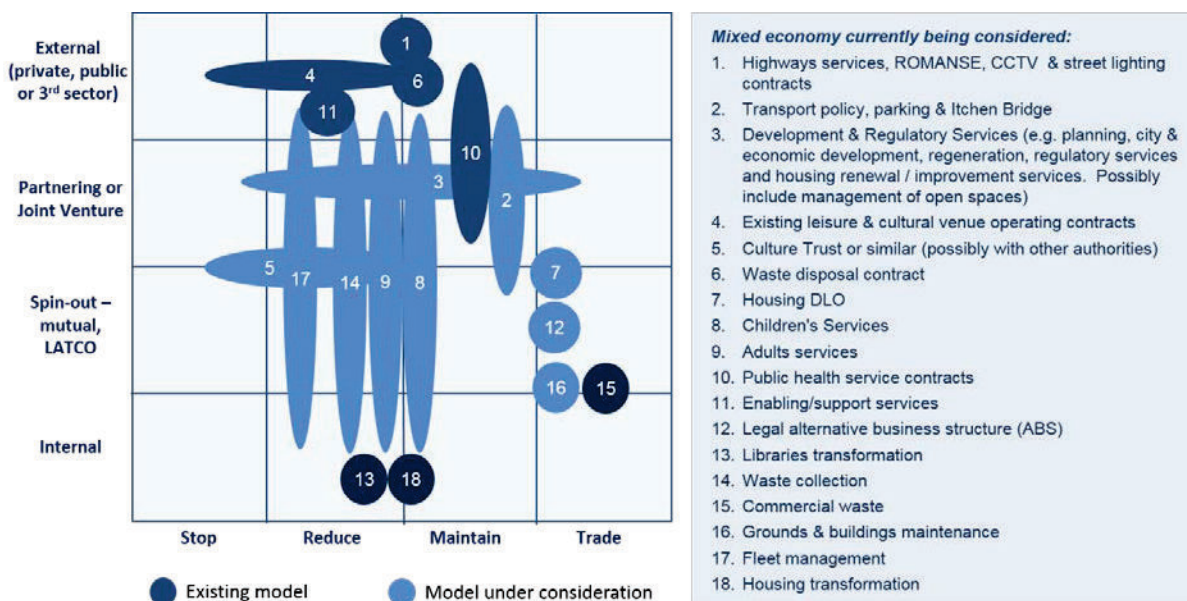 External
(private, public
or 3rd sector)
Partnering or
Joint Venture
Spin-out –
mutual,
LATCO
Internal
1
4
6
11
10
3
2
5
17
14
9
8
7
12
16
15
13
18
Stop
Reduce
Maintain
Trade
Existing model
Model under consideration
Mixed economy currently being considered:
1. Highways services, ROMANSE, CCTV & street lighting
contracts
2. Transport policy, parking & Itchen Bridge
3. Development & Regulatory Services (e.g. planning, city &
economic development, regeneration, regulatory services
and housing renewal / improvement services. Possibly
include management of open spaces)
4. Existing leisure & cultural venue operating contracts
5. Culture Trust or similar (possibly with other authorities)
6. Waste disposal contract
7. Housing DLO
8. Children's Services
9. Adults services
10. Public health service contracts
11. Enabling/support services
12. Legal alternative business structure (ABS)
13. Libraries transformation
14. Waste collection
15. Commercial waste
16. Grounds & buildings maintenance
17. Fleet management
18. Housing transformation